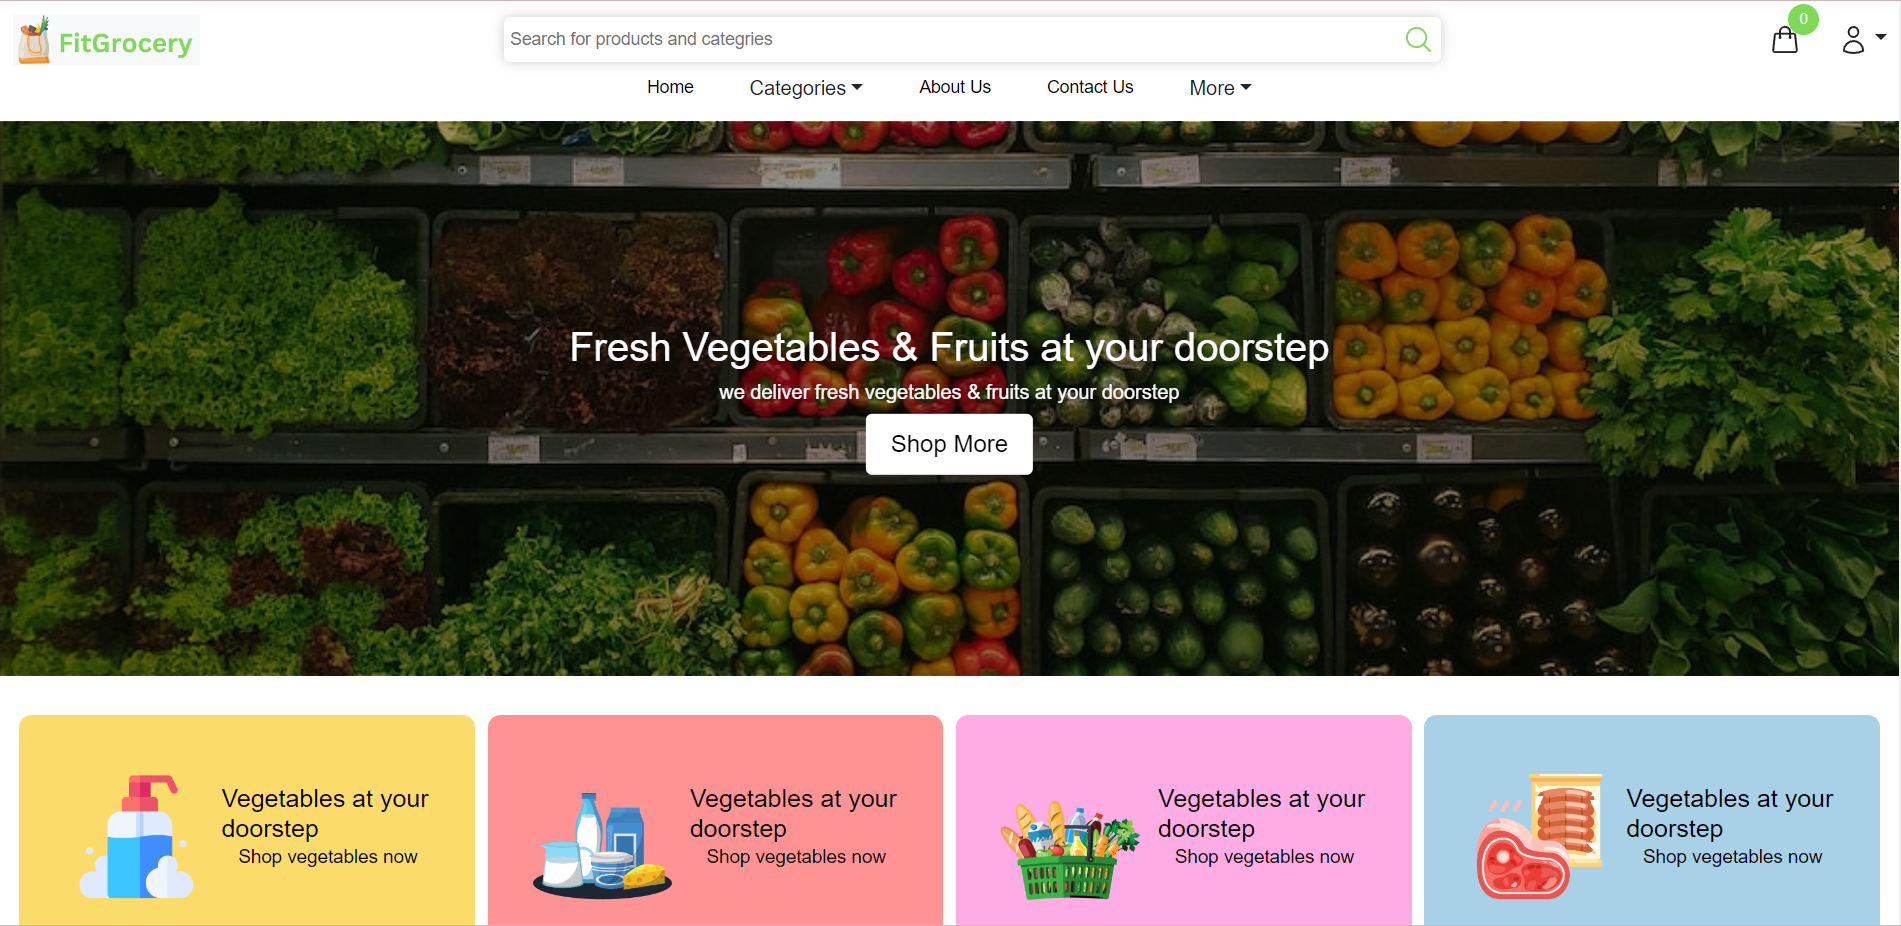 FitGrocery
Search for products and categries
0
Home
Categories
About Us
Contact Us
More
Fresh Vegetables & Fruits at your doorstep
we deliver fresh vegetables & fruits at your doorstep
Shop More
Vegetables at your
doorstep
Shop vegetables now
Vegetables at your
doorstep
Shop vegetables now
Vegetables at your
doorstep
Shop vegetables now
Vegetables at your
doorstep
Shop vegetables now